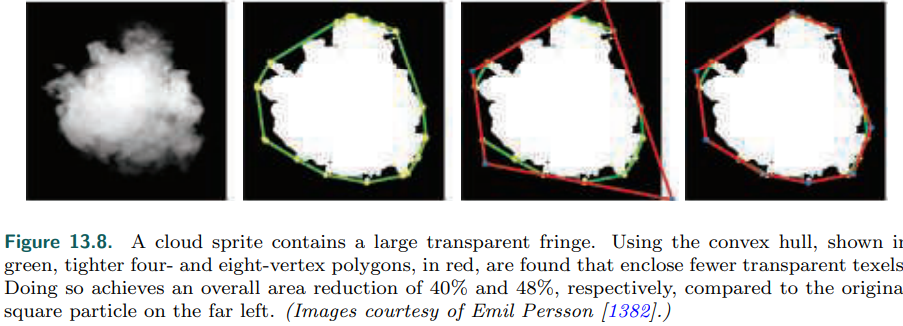 Figure 13.8. A cloud sprite contains a large transparent fringe. Using the convex hull, shown in
green, tighter four- and eight-vertex polygons, in red, are found that enclose fewer transparent texels.
Doing so achieves an overall area reduction of 40% and 48%, respectively, compared to the original
square particle on the far left. (Images courtesy of Emil Persson [1382].)